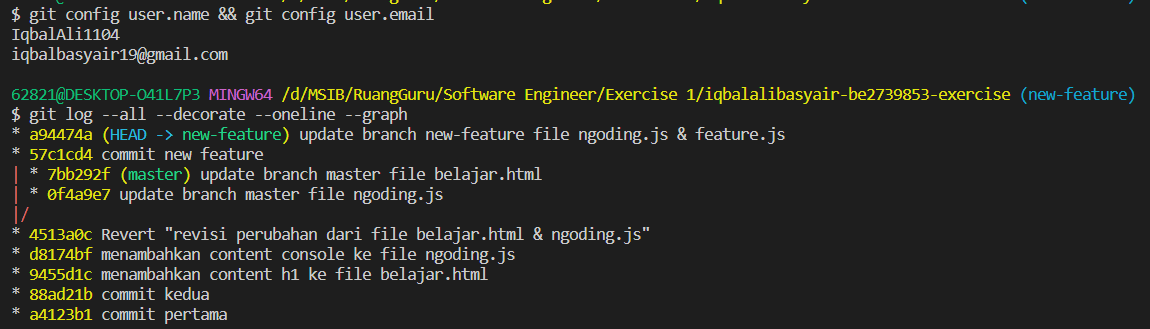 $ git config user.name && git config user.email
IqbalAli1104
iqbalbasyair19@gmail.com
62821@DESKTOP-O41L7P3 MINGW64 /d/MSIB/RuangGuru/Software Engineer/Exercise 1/iqbalalibasyair-be2739853-exercise (new-feature)
$ git log --all --decorate --oneline --graph
* a94474a (HEAD -> new-feature) update branch new-feature file ngoding.js & feature.js
* 57c1cd4 commit new feature
| * 7bb292f (master) update branch master file belajar.html
| * 0f4a9e7 update branch master file ngoding.js
|/
* 4513a0c Revert "revisi perubahan dari file belajar.html & ngoding.js"
* d8174bf menambahkan content console ke file ngoding.js
* 9455d1c menambahkan content h1 ke file belajar.html
* 88ad21b commit kedua
* a4123b1 commit pertama